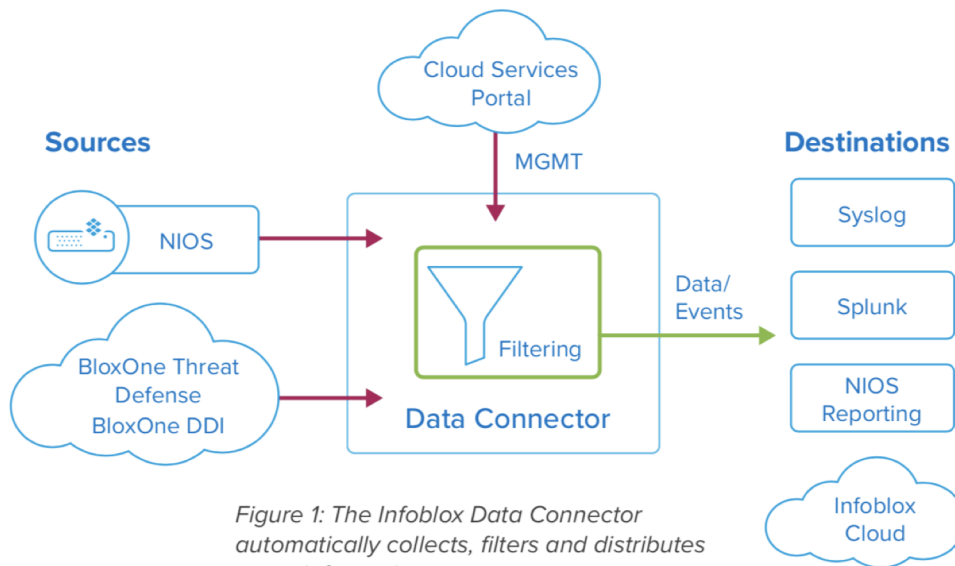 Cloud Services
Portal
Sources
Destinations
MGMT
NIOS
Syslog
Data/
Events
Splunk
Filtering
BloxOne Threat
Defense
BloxOne DDI
Data Connector
NIOS
Reporting
Infoblox
Cloud
Figure 1: The Infoblox Data Connector
automatically collects, filters and distributes